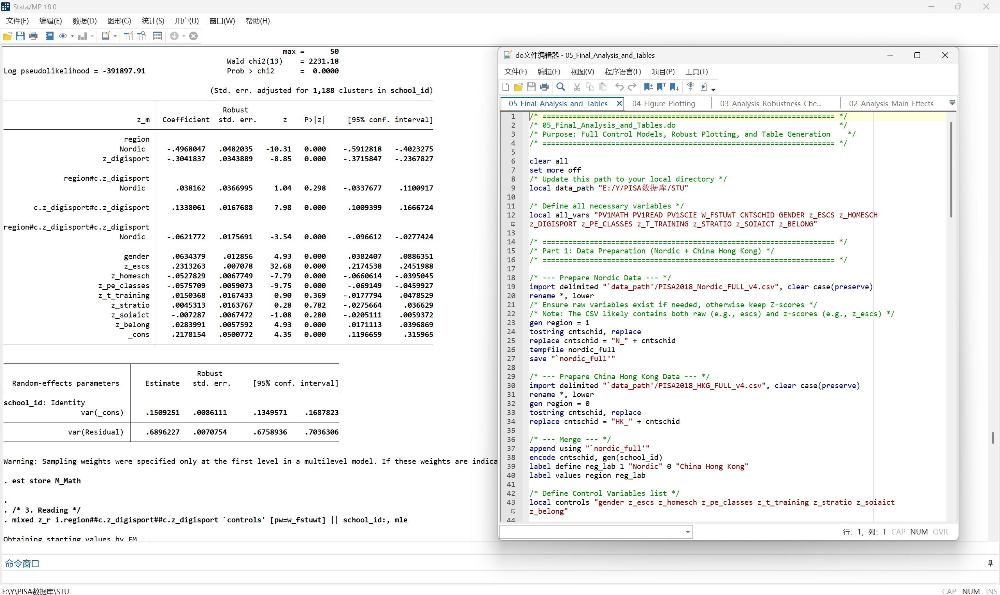 Stata/MP 18.0
文件(F) 编辑(E) 数据(D) 图形(G) 统计(S) 用户(U) 窗口(W) 帮助(H)
max = 50
Wald chi2(13) = 2231.18
Log pseudolikelihood = -391897.91 Prob > chi2 = 0.0000
(Std. err. adjusted for 1,188 clusters in school_id)
Robust
z_m Coefficient std. err. z P>|z| [95% conf. interval]
region
Nordic -.4968047 .0482035 -10.31 0.000 -.5912818 -.4023275
z_digisport -.3041837 .0343889 -8.85 0.000 -.3715847 -.2367827
region#c.z_digisport
Nordic .038162 .0366995 1.04 0.298 -.0337677 .1100917
c.z_digisport#c.z_digisport .1338061 .0167688 7.98 0.000 .1009399 .1666724
region#c.z_digisport#c.z_digisport
Nordic -.0621772 .0175691 -3.54 0.000 -.096612 -.0277424
gender .0634379 .012856 4.93 0.000 .0382407 .0886351
z_escs .2313263 .007078 32.68 0.000 .2174538 .2451988
z_homesch -.0527829 .0067749 -7.79 0.000 -.0660614 -.0395045
z_pe_classes -.0575709 .0059073 -9.75 0.000 -.069149 -.0459927
z_t_training .0150368 .0167433 0.90 0.369 -.0177794 .0478529
z_stratio .0045313 .0163767 0.28 0.782 -.0275664 .036629
z_soiaict -.007287 .0067472 -1.08 0.280 -.0205111 .0059372
z_belong .0283991 .0057592 4.93 0.000 .0171113 .0396869
_cons .2178154 .0500772 4.35 0.000 .1196659 .315965
Robust
Random-effects parameters Estimate std. err. [95% conf. interval]
school_id: Identity
var(_cons) .1509251 .0086111 .1349571 .1687823
var(Residual) .6896227 .0070754 .6758936 .7036306
Warning: Sampling weights were specified only at the first level in a multilevel model. If these weights are indica
. est store M_Math
.
. /* 3. Reading */
. mixed z_r i.region##c.z_digisport##c.z_digisport `controls' [pw=w_fstuwt] || school_id:, mle
Obtaining starting values by EM ...
命令窗口
E:\Y\PISA数据库\STU
CAP NUM INS
do文件编辑器 - 05_Final_Analysis_and_Tables
文件(F) 编辑(E) 视图(V) 程序语言(L) 项目(P) 工具(T)
05_Final_Analysis_and_Tables 04_Figure_Plotting 03_Analysis_Robustness_Che... 02_Analysis_Main_Effects
1 /* ==================================================================== */
2 /* 05_Final_Analysis_and_Tables.do */
3 /* Purpose: Full Control Models, Robust Plotting, and Table Generation */
4 /* ==================================================================== */
5
6 clear all
7 set more off
8 /* Update this path to your local directory */
9 local data_path "E:/Y/PISA数据库/STU"
10
11 /* Define all necessary variables */
12 local all_vars "PV1MATH PV1READ PV1SCIE W_FSTUWT CNTSCHID GENDER z_ESCS z_HOMESCH
z_DIGISPORT z_PE_CLASSES z_T_TRAINING z_STRATIO z_SOIAICT z_BELONG"
13
14 /* ==================================================================== */
15 /* Part 1: Data Preparation (Nordic + China Hong Kong) */
16 /* ==================================================================== */
17
18 /* --- Prepare Nordic Data --- */
19 import delimited "`data_path'/PISA2018_Nordic_FULL_v4.csv", clear case(preserve)
20 rename *, lower
21 /* Ensure raw variables exist if needed, otherwise keep Z-scores */
22 /* Note: The CSV likely contains both raw (e.g., escs) and z-scores (e.g., z_escs) */
23 gen region = 1
24 tostring cntschid, replace
25 replace cntschid = "N_" + cntschid
26 tempfile nordic_full
27 save "`nordic_full'"
28
29 /* --- Prepare China Hong Kong Data --- */
30 import delimited "`data_path'/PISA2018_HKG_FULL_v4.csv", clear case(preserve)
31 rename *, lower
32 gen region = 0
33 tostring cntschid, replace
34 replace cntschid = "HK_" + cntschid
35
36 /* --- Merge --- */
37 append using "`nordic_full'"
38 encode cntschid, gen(school_id)
39 label define reg_lab 1 "Nordic" 0 "China Hong Kong"
40 label values region reg_lab
41
42 /* Define Control Variables list */
43 local controls "gender z_escs z_homesch z_pe_classes z_t_training z_stratio z_soiaict
z_belong"
44
行: 1, 列: 1 CAP NUM OVR